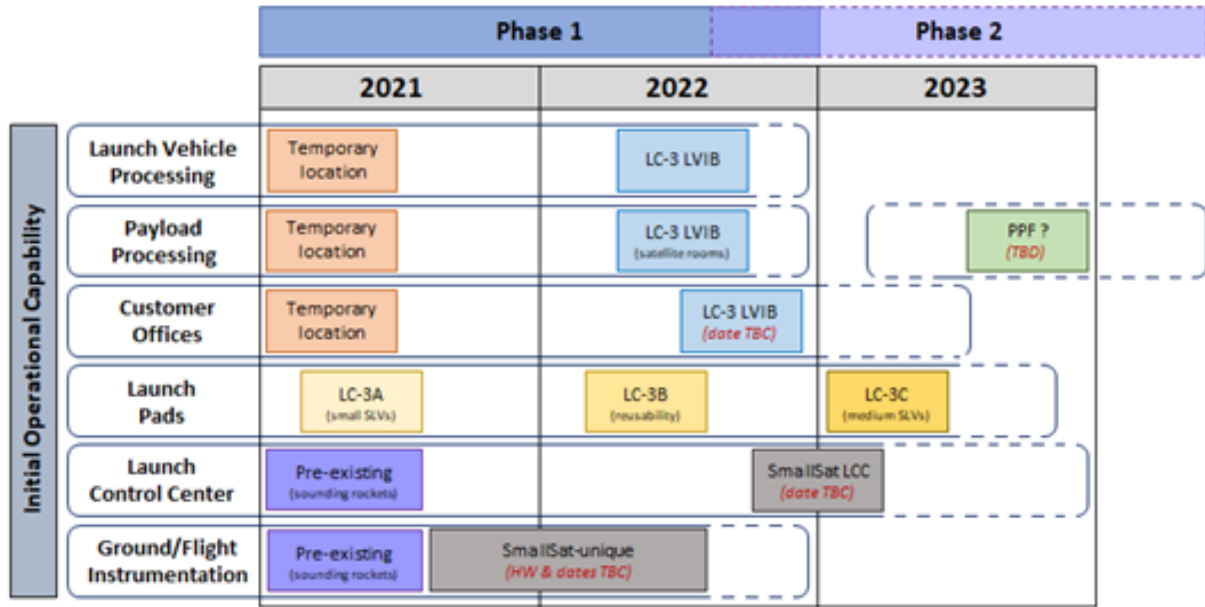 Phase 1
Phase 2
2021
2022
2023
Initial Operational Capability
Launch Vehicle
Processing
Temporary
location
LC-3 LVIB
Payload
Processing
Temporary
location
LC-3 LVIB
(satellite rooms)
PPF ?
(TBD)
Customer
Offices
Temporary
location
LC-3 LVIB
(date TBC)
Launch
Pads
LC-3A
(small SLVs)
LC-3B
(reusability)
LC-3C
(medium SLVs)
Launch
Control Center
Pre-existing
(sounding rockets)
SmallSat LCC
(date TBC)
Ground/Flight
Instrumentation
Pre-existing
(sounding rockets)
SmallSat-unique
(HW & dates TBC)